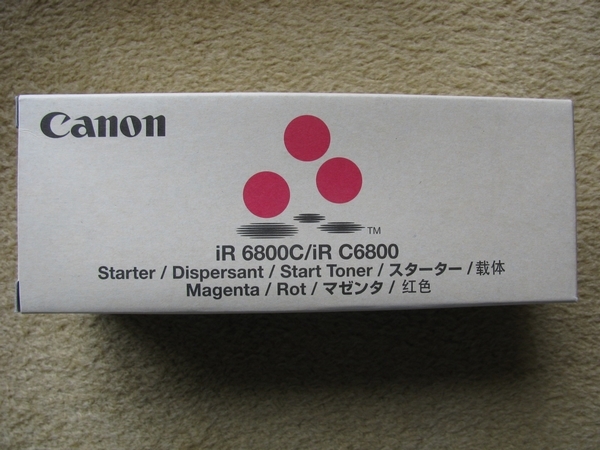 Canon
TM
iR 6800C/iR C6800
Starter / Dispersant / Start Toner / スターター / 载体
Magenta / Rot / マゼンタ / 红色